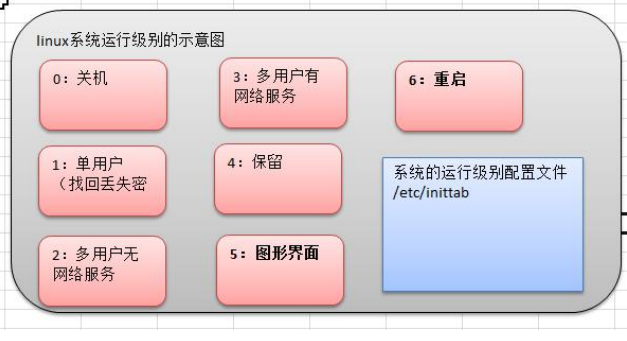 linux系统运行级别的示意图
0：关机
3：多用户有
网络服务
6：重启
1：单用户
（找回丢失密
4：保留
系统的运行级别配置文件
/etc/inittab
2：多用户无
网络服务
5：图形界面